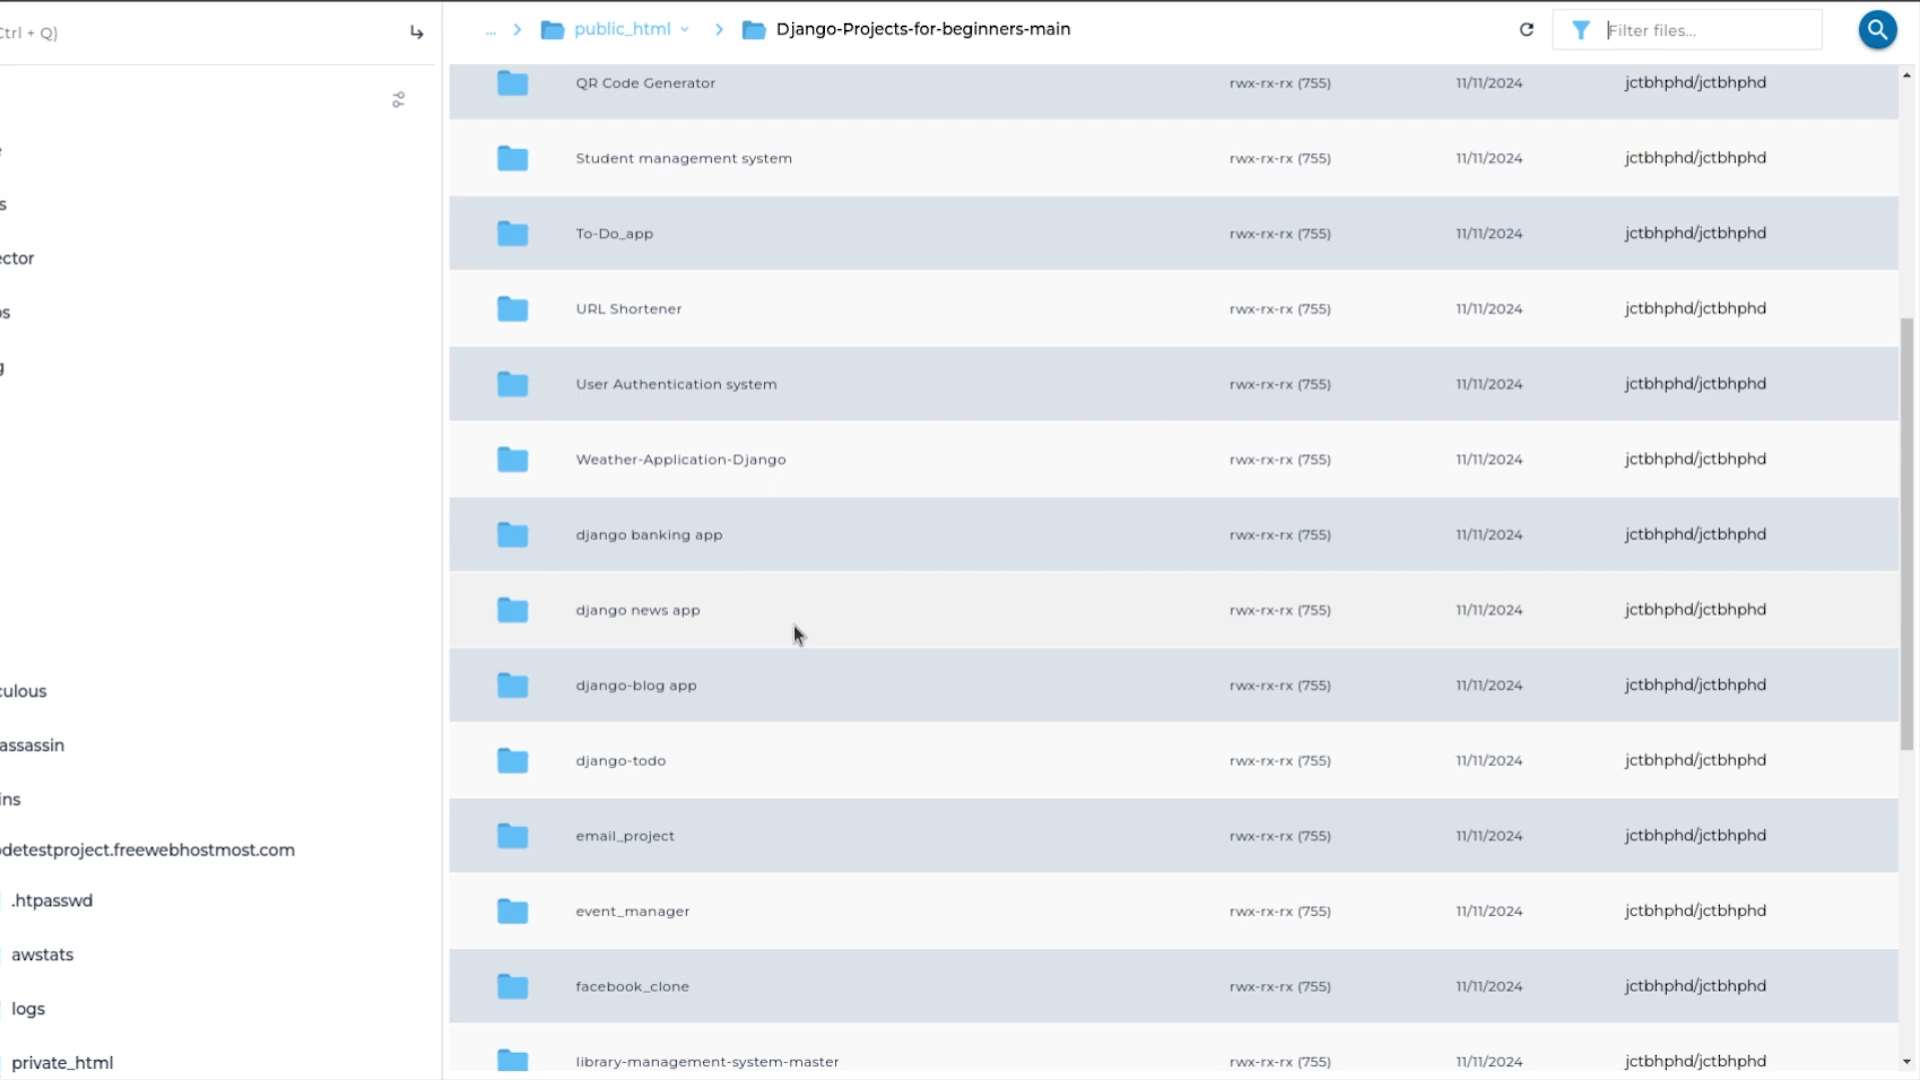 Ctrl + Q)
... public_html Django-Projects-for-beginners-main Filter files...
ector
culous
assassin
ins
detestproject.freewebhostmost.com
.htpasswd
awstats
logs
private_html
QR Code Generator rwx-rx-rx (755) 11/11/2024 jctbhphd/jctbhphd
Student management system rwx-rx-rx (755) 11/11/2024 jctbhphd/jctbhphd
To-Do_app rwx-rx-rx (755) 11/11/2024 jctbhphd/jctbhphd
URL Shortener rwx-rx-rx (755) 11/11/2024 jctbhphd/jctbhphd
User Authentication system rwx-rx-rx (755) 11/11/2024 jctbhphd/jctbhphd
Weather-Application-Django rwx-rx-rx (755) 11/11/2024 jctbhphd/jctbhphd
django banking app rwx-rx-rx (755) 11/11/2024 jctbhphd/jctbhphd
django news app rwx-rx-rx (755) 11/11/2024 jctbhphd/jctbhphd
django-blog app rwx-rx-rx (755) 11/11/2024 jctbhphd/jctbhphd
django-todo rwx-rx-rx (755) 11/11/2024 jctbhphd/jctbhphd
email_project rwx-rx-rx (755) 11/11/2024 jctbhphd/jctbhphd
event_manager rwx-rx-rx (755) 11/11/2024 jctbhphd/jctbhphd
facebook_clone rwx-rx-rx (755) 11/11/2024 jctbhphd/jctbhphd
library-management-system-master rwx-rx-rx (755) 11/11/2024 jctbhphd/jctbhphd